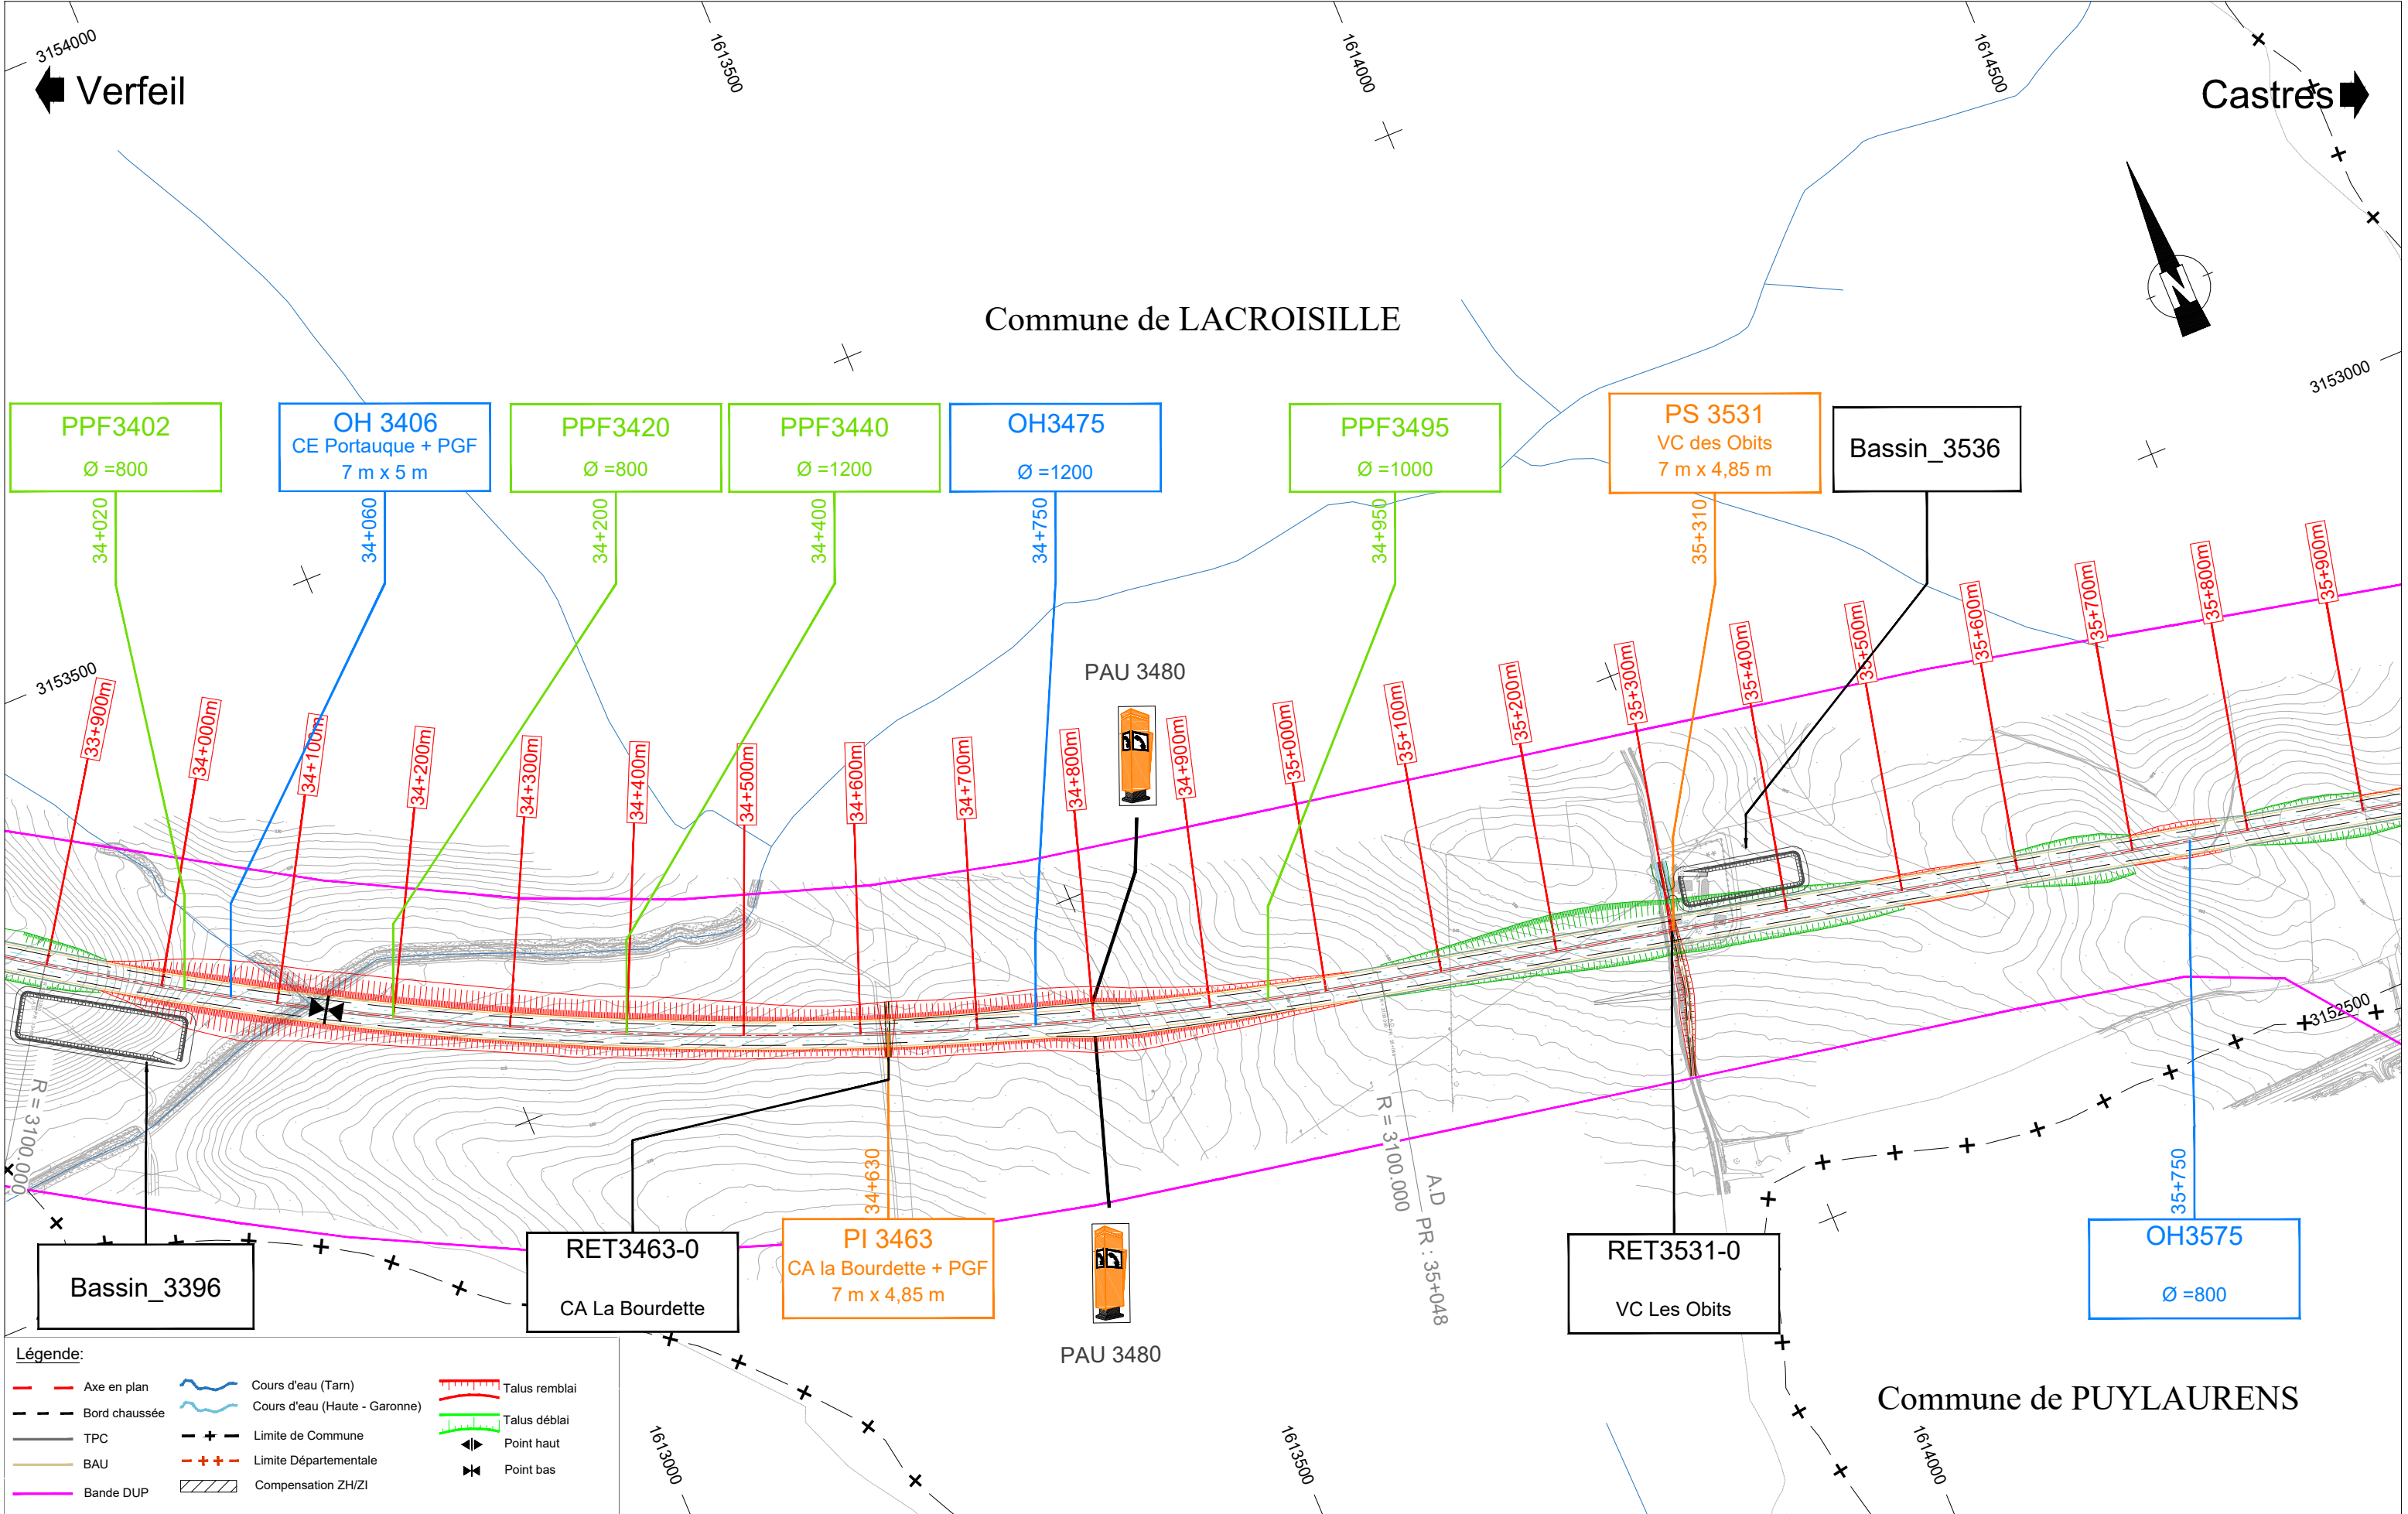 3154000
1613500
1614000
1614500
Verfeil
Castres
Commune de LACROISILLE
3153000
PPF3402
Ø =800
34+020
OH 3406
CE Portauque + PGF
7 m x 5 m
34+060
PPF3420
Ø =800
34+200
PPF3440
Ø =1200
34+400
OH3475
Ø =1200
34+750
PPF3495
Ø =1000
34+950
PS 3531
VC des Obits
7 m x 4,85 m
35+310
Bassin_3536
3153500
33+900m
34+000m
34+100m
34+200m
34+300m
34+400m
34+500m
34+600m
34+700m
34+800m
34+900m
35+000m
35+100m
35+200m
35+300m
35+400m
35+500m
35+600m
35+700m
35+800m
35+900m
PAU 3480
3152500
R = 3100.000
R = 3100.000
A.D
PR : 35+048
34+630
35+750
Bassin_3396
RET3463-0
CA La Bourdette
PI 3463
CA la Bourdette + PGF
7 m x 4,85 m
PAU 3480
RET3531-0
VC Les Obits
OH3575
Ø =800
Commune de PUYLAURENS
1613000
1613500
1614000
Légende:
Axe en plan
Bord chaussée
TPC
BAU
Bande DUP
Cours d'eau (Tarn)
Cours d'eau (Haute - Garonne)
Limite de Commune
Limite Départementale
Compensation ZH/ZI
Talus remblai
Talus déblai
Point haut
Point bas